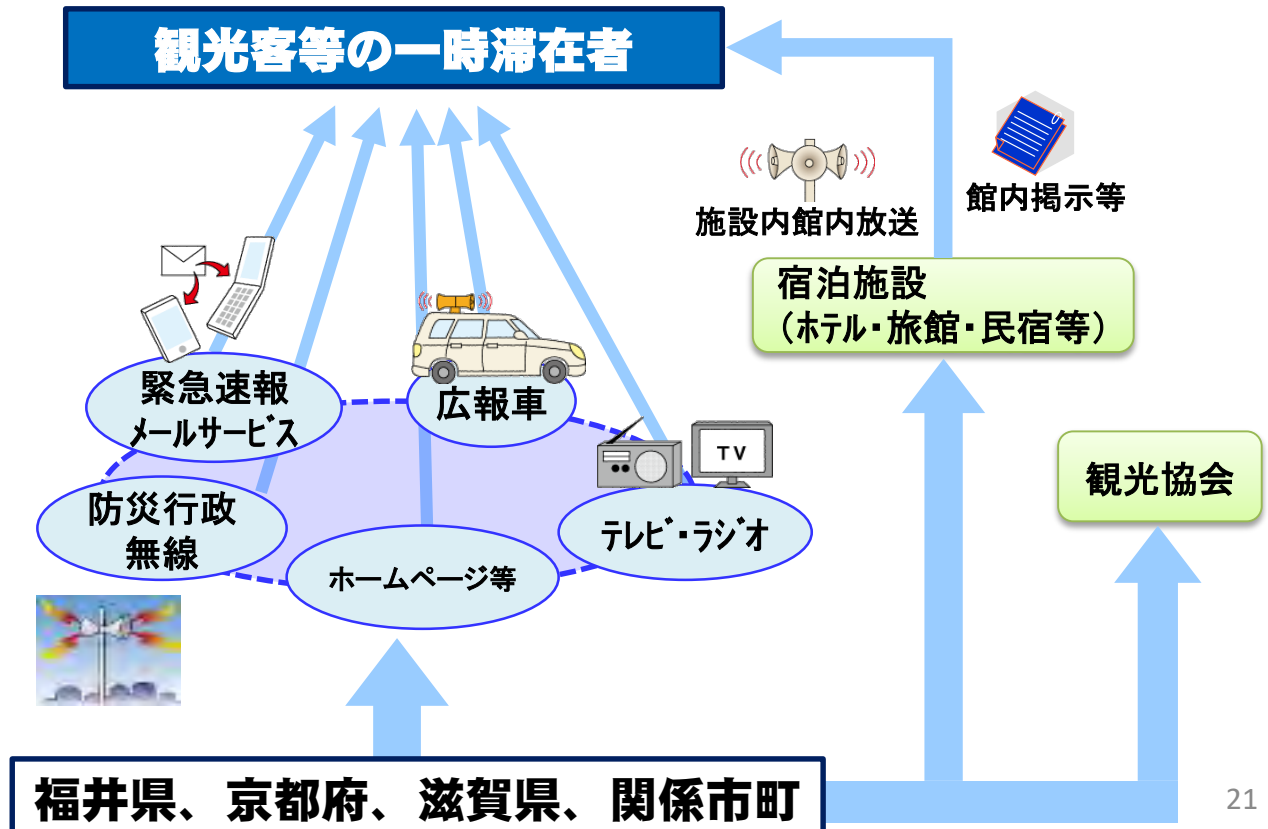 観光客等の一時滞在者
施設内館内放送
館内掲示等
宿泊施設
（ホテル・旅館・民宿等）
緊急速報
メールサービス
広報車
TV
観光協会
防災行政
無線
ホームページ等
テレビ・ラジオ
福井県、京都府、滋賀県、関係市町
21